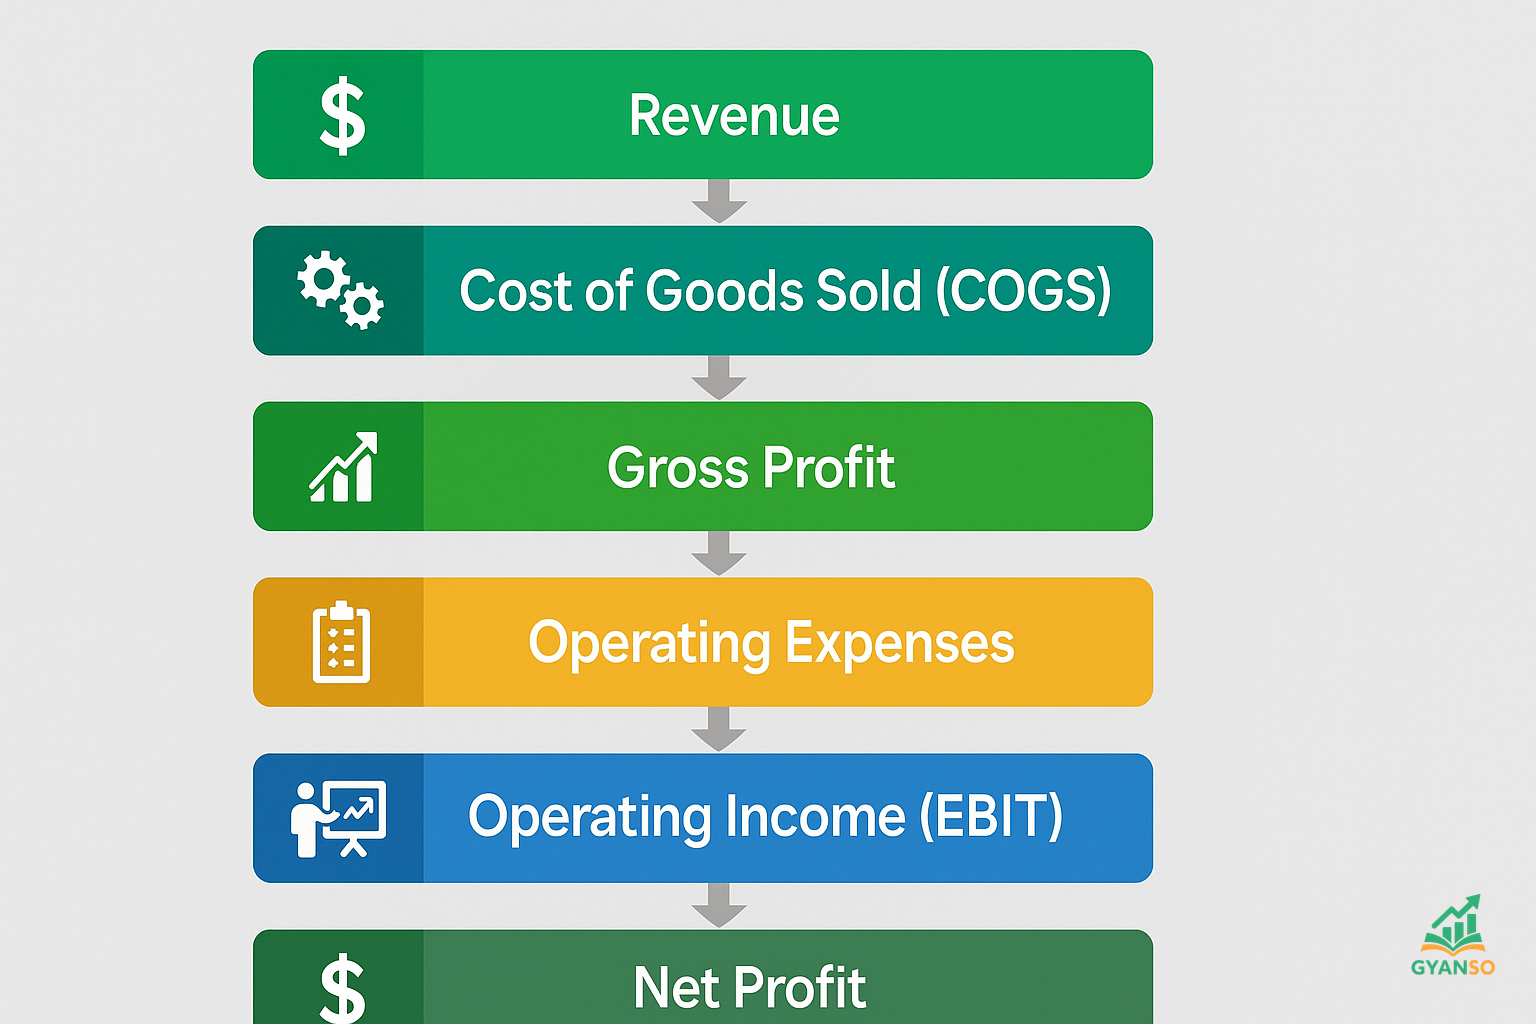 Revenue
Cost of Goods Sold (COGS)
Gross Profit
Operating Expenses
Operating Income (EBIT)
Net Profit
GYANSO